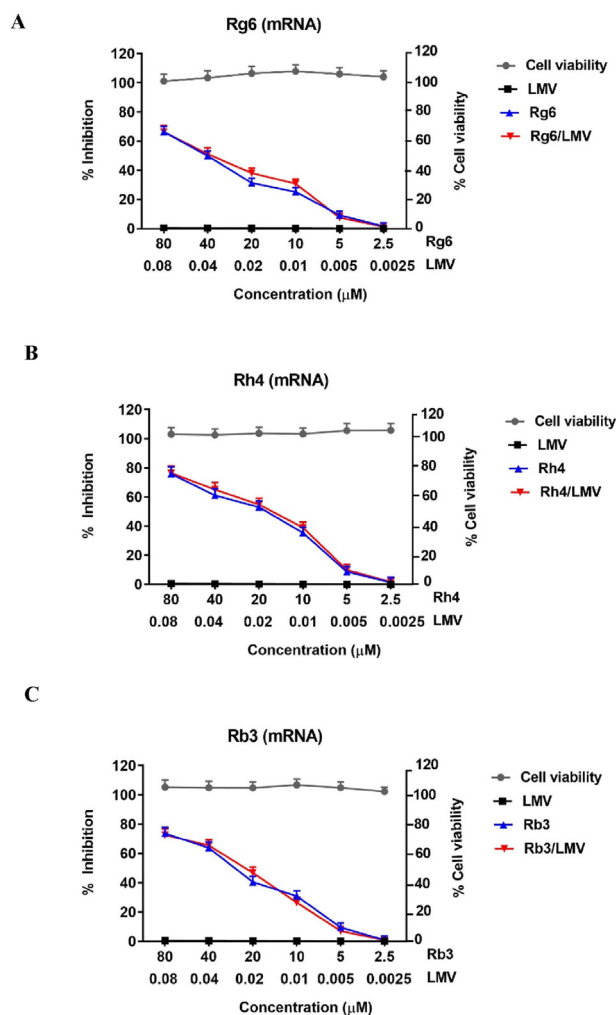 A
Rg6 (mRNA)
120 100 80 60 40 20 0
% Inhibition
120 100 80 60 40 20 0
% Cell viability
Cell viability
LMV
Rg6
Rg6/LMV
80 40 20 10 5 2.5 Rg6
0.08 0.04 0.02 0.01 0.005 0.0025 LMV
Concentration (μM)
B
Rh4 (mRNA)
120 100 80 60 40 20 0
% Inhibition
120 100 80 60 40 20 0
% Cell viability
Cell viability
LMV
Rh4
Rh4/LMV
80 40 20 10 5 2.5 Rh4
0.08 0.04 0.02 0.01 0.005 0.0025 LMV
Concentration (μM)
C
Rb3 (mRNA)
120 100 80 60 40 20 0
% Inhibition
120 100 80 60 40 20 0
% Cell viability
Cell viability
LMV
Rb3
Rb3/LMV
80 40 20 10 5 2.5 Rb3
0.08 0.04 0.02 0.01 0.005 0.0025 LMV
Concentration (μM)